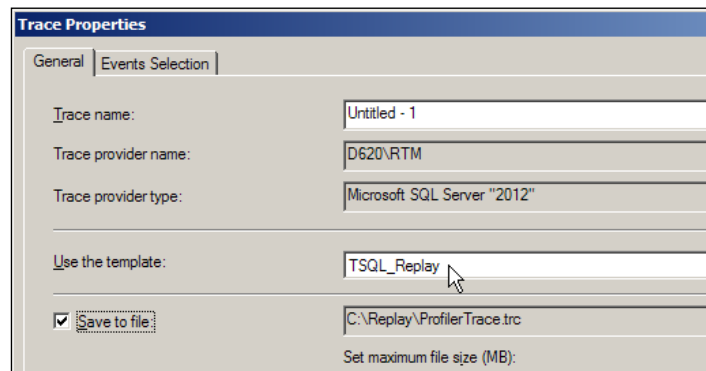 Trace Properties
General Events Selection
Trace name: Untitled - 1
Trace provider name: D620\RTM
Trace provider type: Microsoft SQL Server "2012"
Use the template: TSQL_Replay
Save to file: C:\Replay\ProfilerTrace.trc
Set maximum file size (MB):